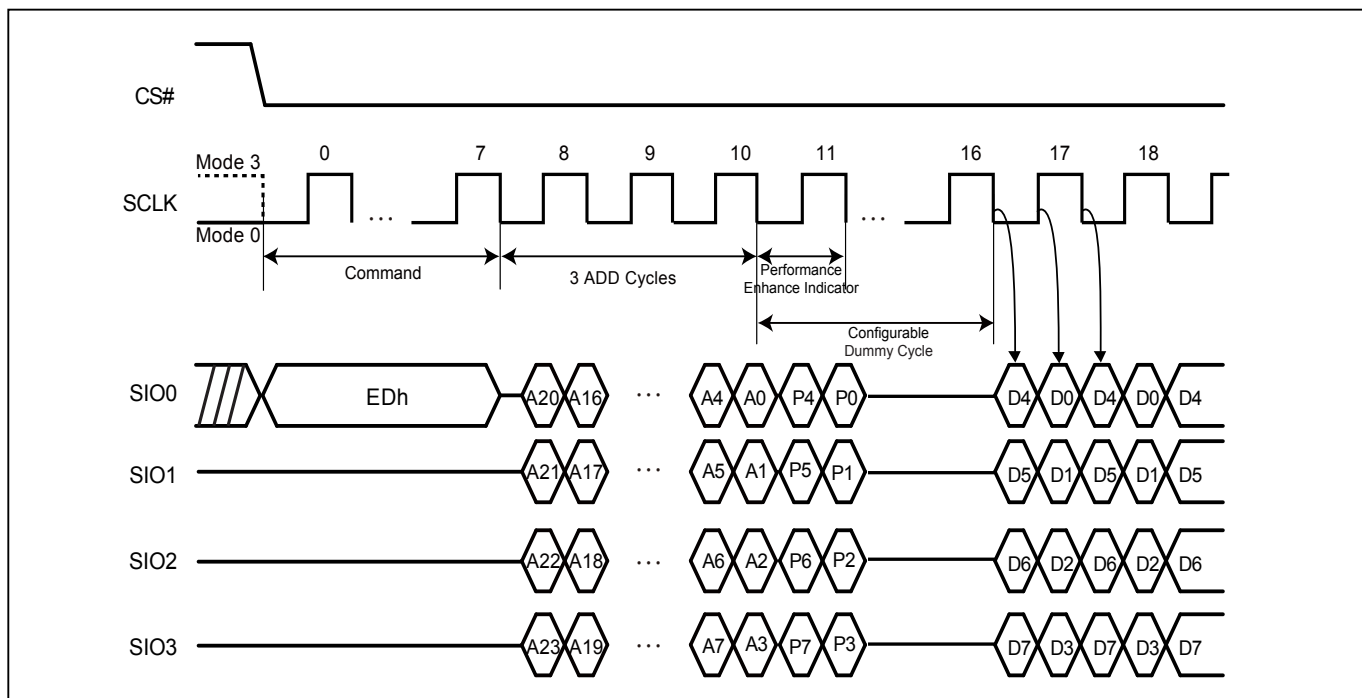 CS#
0 7 8 9 10 11 16 17 18
Mode 3
SCLK
... ...
Mode 0
Command
3 ADD Cycles
Performance
Enhance Indicator
Configurable
Dummy Cycle
SIO0 EDh A20 A16 ... A4 A0 P4 P0 D4 D0 D4 D0 D4
SIO1 A21 A17 ... A5 A1 P5 P1 D5 D1 D5 D1 D5
SIO2 A22 A18 ... A6 A2 P6 P2 D6 D2 D6 D2 D6
SIO3 A23 A19 ... A7 A3 P7 P3 D7 D3 D7 D3 D7